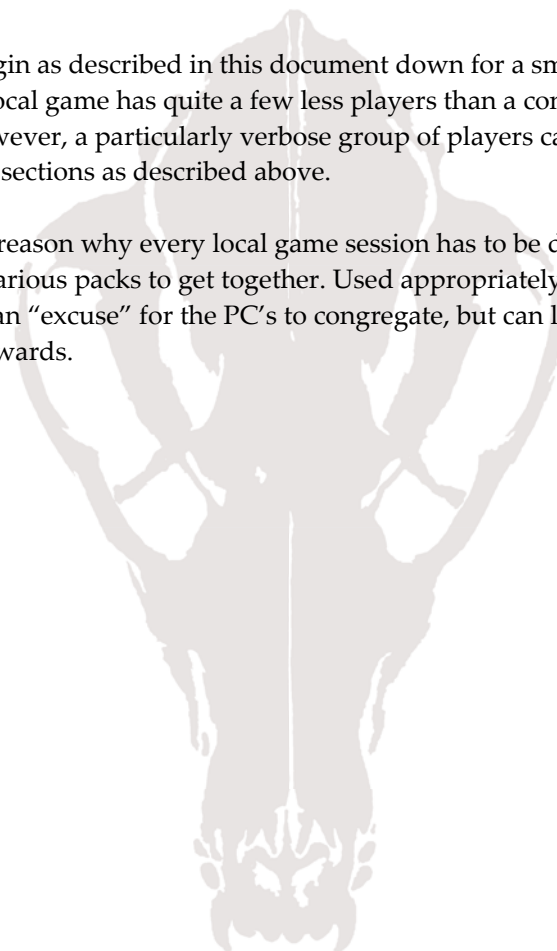 gin as described in this document down for a sm
ocal game has quite a few less players than a con
wever, a particularly verbose group of players ca
sections as described above.
reason why every local game session has to be d
arious packs to get together. Used appropriately
an “excuse” for the PC’s to congregate, but can l
wards.